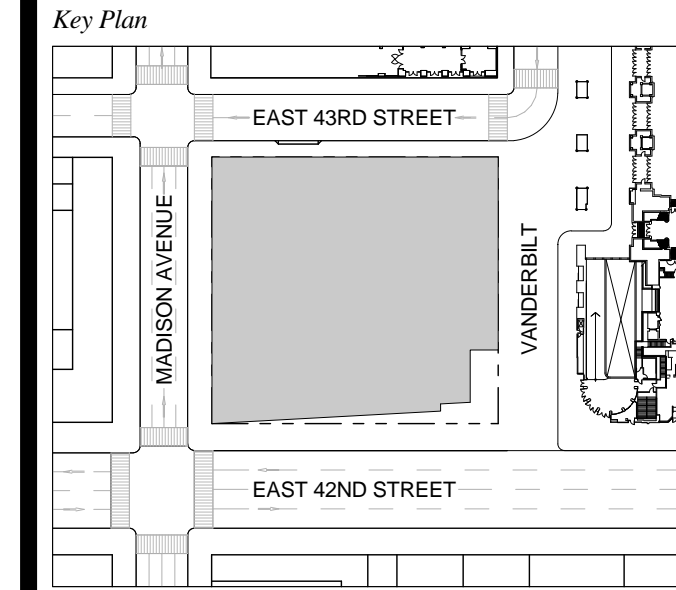 Key Plan
EAST 43RD STREET
MADISON AVENUE
VANDERBILT
EAST 42ND STREET